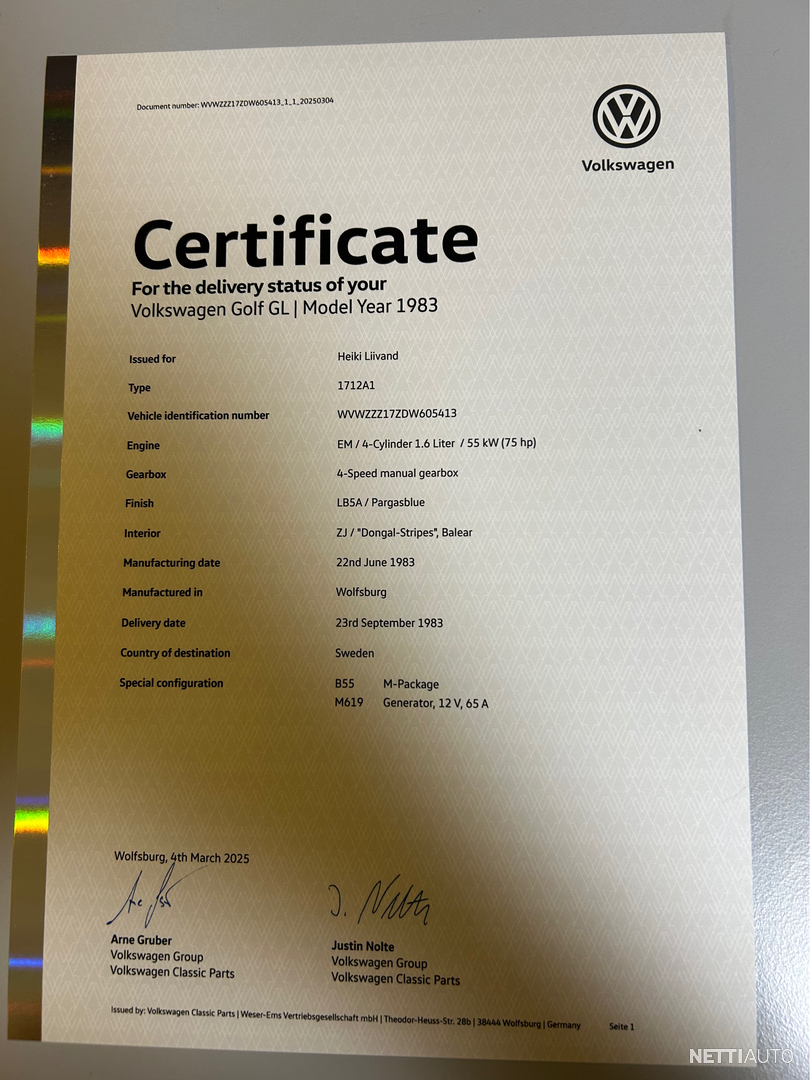 Document number: WVWZZZ17ZDW605413_1_1_20250304
Volkswagen
Certificate
For the delivery status of your
Volkswagen Golf GL | Model Year 1983
Issued for Heiki Liivand
Type 1712A1
Vehicle identification number WVWZZZ17ZDW605413
Engine EM / 4-Cylinder 1.6 Liter / 55 kW (75 hp)
Gearbox 4-Speed manual gearbox
Finish LB5A / Pargasblue
Interior ZJ / "Dongal-Stripes", Balear
Manufacturing date 22nd June 1983
Manufactured in Wolfsburg
Delivery date 23rd September 1983
Country of destination Sweden
Special configuration B55 M-Package
M619 Generator, 12 V, 65 A
Wolfsburg, 4th March 2025
J. Nolte
Arne Gruber Justin Nolte
Volkswagen Group Volkswagen Group
Volkswagen Classic Parts Volkswagen Classic Parts
Issued by: Volkswagen Classic Parts | Weser-Ems Vertriebsgesellschaft mbH | Theodor-Heuss-Str. 28b | 38444 Wolfsburg | Germany Seite 1
NETTIAUTO